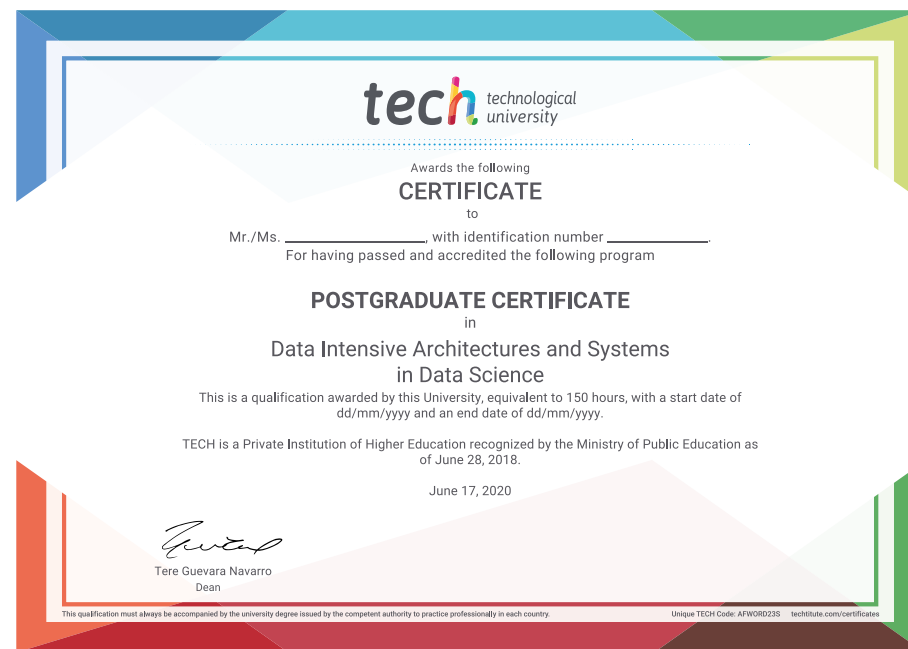 tech technological
university
Awards the following
CERTIFICATE
to
Mr./Ms. ____________________, with identification number ______________.
For having passed and accredited the following program
POSTGRADUATE CERTIFICATE
in
Data Intensive Architectures and Systems
in Data Science
This is a qualification awarded by this University, equivalent to 150 hours, with a start date of
dd/mm/yyyy and an end date of dd/mm/yyyy.
TECH is a Private Institution of Higher Education recognized by the Ministry of Public Education as
of June 28, 2018.
June 17, 2020
Tere Guevara Navarro
Dean
This qualification must always be accompanied by the university degree issued by the competent authority to practice professionally in each country. Unique TECH Code: AFWORD23S techtitute.com/certificates